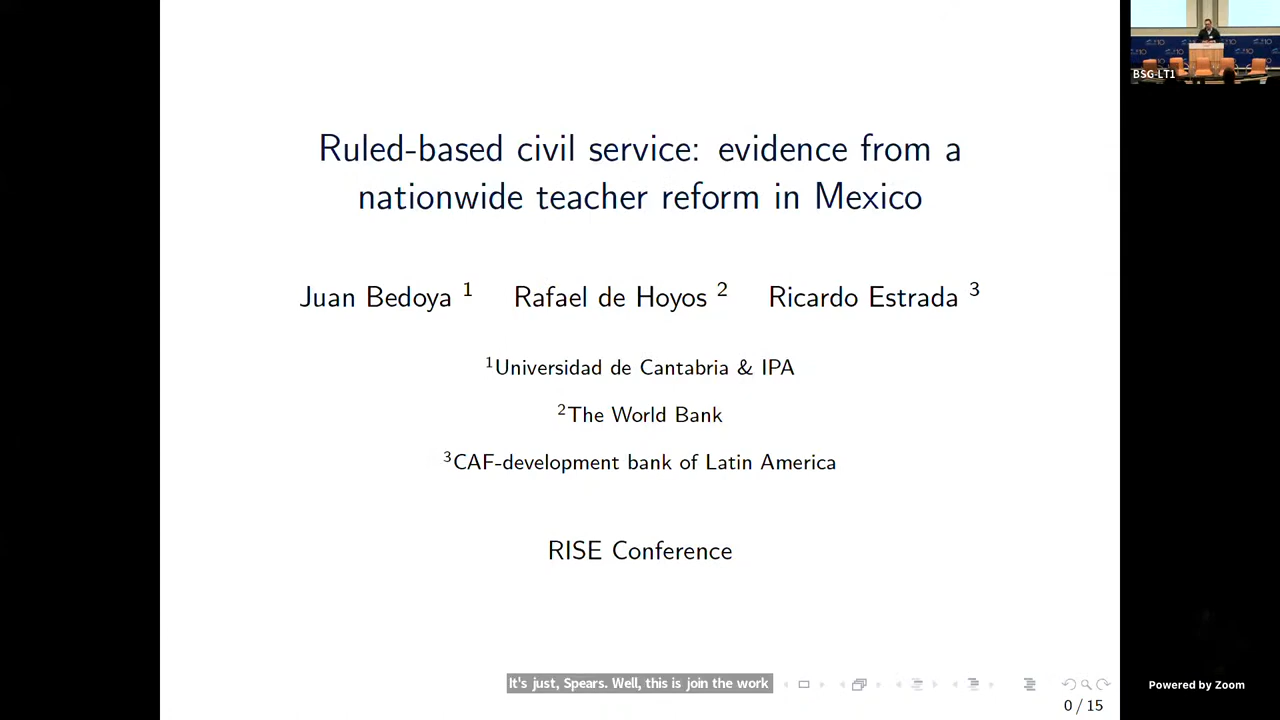 Ruled-based civil service: evidence from a
nationwide teacher reform in Mexico
Juan Bedoya 1 Rafael de Hoyos 2 Ricardo Estrada 3
1Universidad de Cantabria & IPA
2The World Bank
3CAF-development bank of Latin America
RISE Conference
It's just, Spears. Well, this is join the work
0 / 15
BSG-LT1
Powered by Zoom